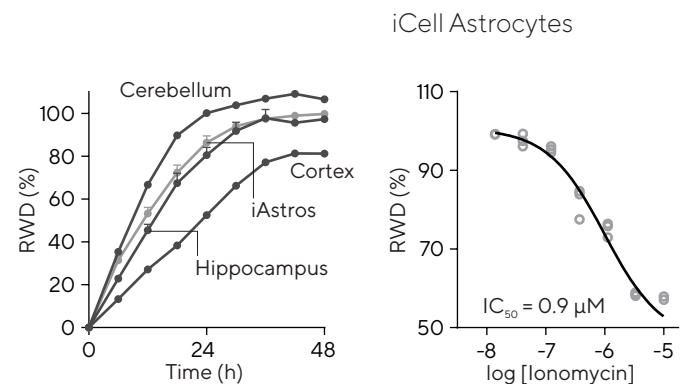 iCell Astrocytes
RWD (%)
100
80
60
40
20
0
0
24
48
Time (h)
Cerebellum
Cortex
iAstros
Hippocampus
RWD (%)
110
90
70
50
-8
-7
-6
-5
log [Ionomycin]
IC₅₀ = 0.9 µM